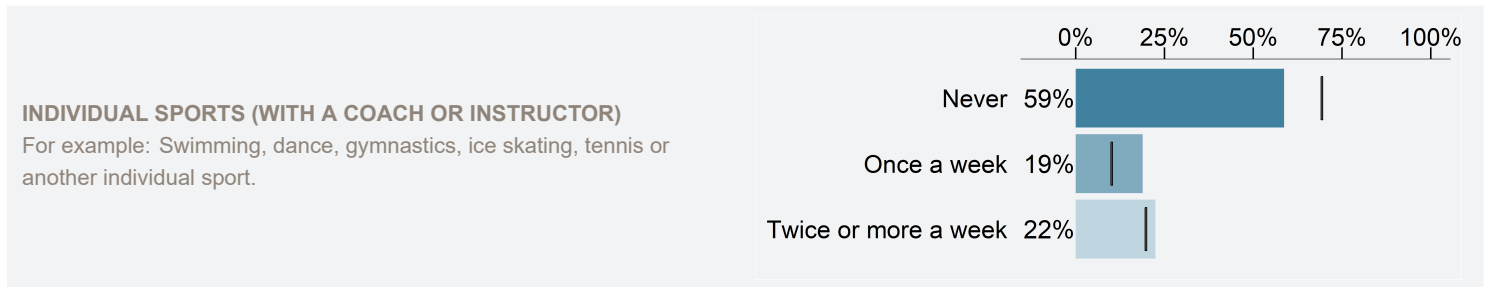 INDIVIDUAL SPORTS (WITH A COACH OR INSTRUCTOR)
For example: Swimming, dance, gymnastics, ice skating, tennis or
another individual sport.
0% 25% 50% 75% 100%
Never 59%
Once a week 19%
Twice or more a week 22%